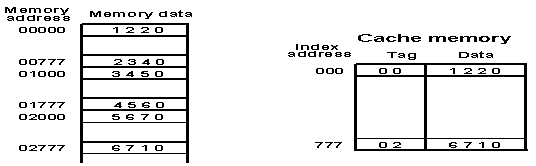 Memory address
Memory data
00000 1220
00777 2340
01000 3450
01777 4560
02000 5670
02777 6710
Cache memory
Index address
Tag
Data
000 00 1220
777 02 6710